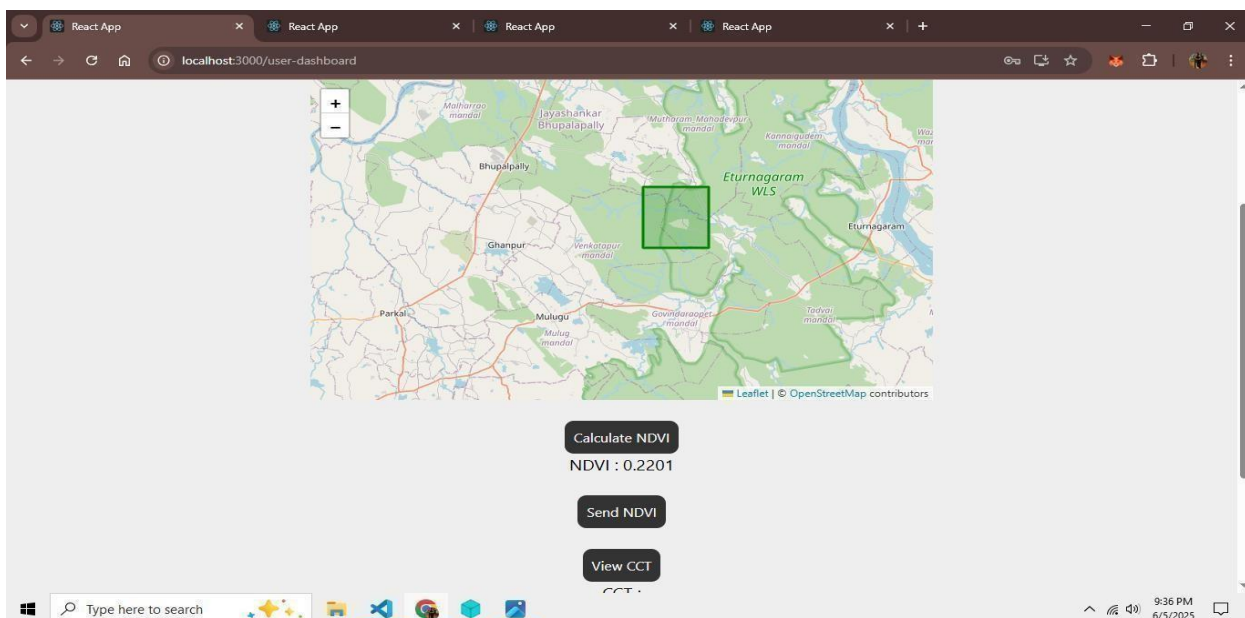 React App
React App
React App
React App
localhost:3000/user-dashboard
+
−
Malharrao
mandal
Jayashankar
Bhupalapally
Mutharam Mahadevpur
mandal
Kannaigudem
mandal
Bhupalpally
Eturnagaram
WLS
Eturnagaram
Ghanpur
Venkatapur
mandal
Parkal
Mulugu
Mulug
mandal
Govindaraopet
mandal
Tadvai
mandal
Leaflet | © OpenStreetMap contributors
Calculate NDVI
NDVI : 0.2201
Send NDVI
View CCT
CCT :
Type here to search
9:36 PM
6/5/2025